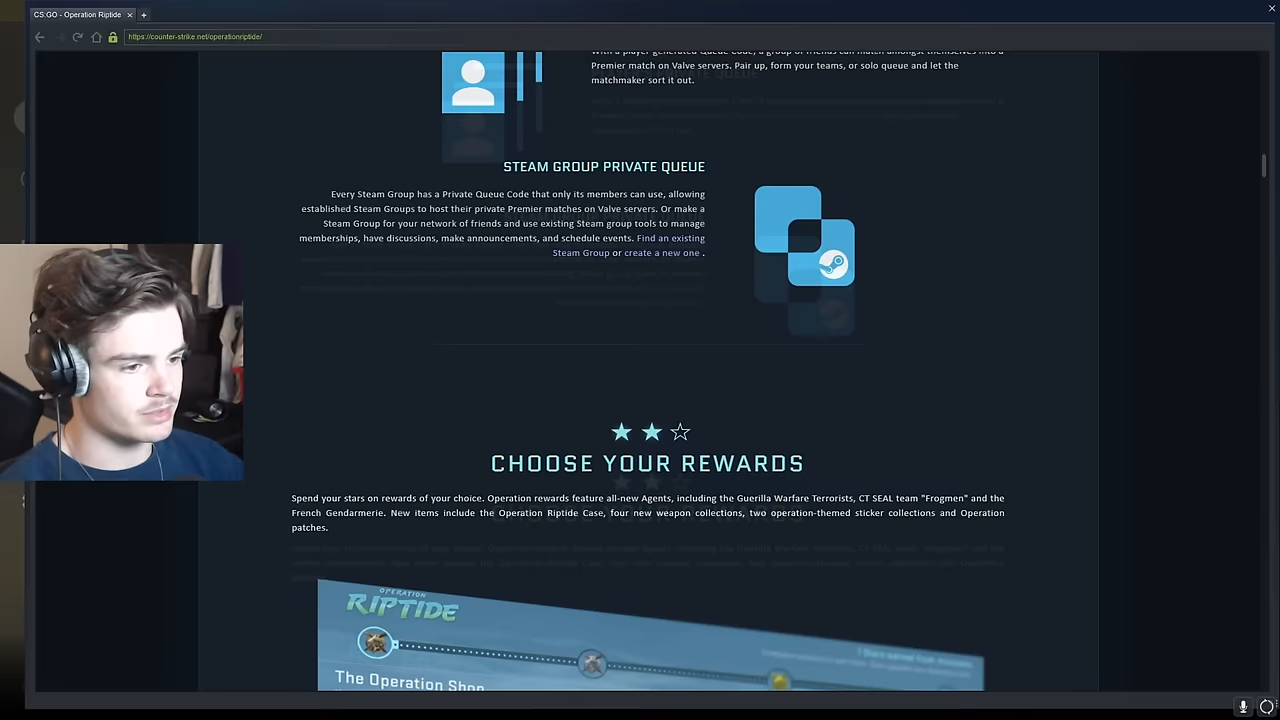 CS:GO - Operation Riptide
https://counter-strike.net/operationriptide/
With a player generated Queue Code, a group of friends can match amongst themselves into a
Premier match on Valve servers. Pair up, form your teams, or solo queue and let the
matchmaker sort it out.
STEAM GROUP PRIVATE QUEUE
Every Steam Group has a Private Queue Code that only its members can use, allowing
established Steam Groups to host their private Premier matches on Valve servers. Or make a
Steam Group for your network of friends and use existing Steam group tools to manage
memberships, have discussions, make announcements, and schedule events. Find an existing
Steam Group or create a new one .
CHOOSE YOUR REWARDS
Spend your stars on rewards of your choice. Operation rewards feature all-new Agents, including the Guerilla Warfare Terrorists, CT SEAL team "Frogmen" and the
French Gendarmerie. New items include the Operation Riptide Case, four new weapon collections, two operation-themed sticker collections and Operation
patches.
OPERATION
RIPTIDE
The Operation Shop